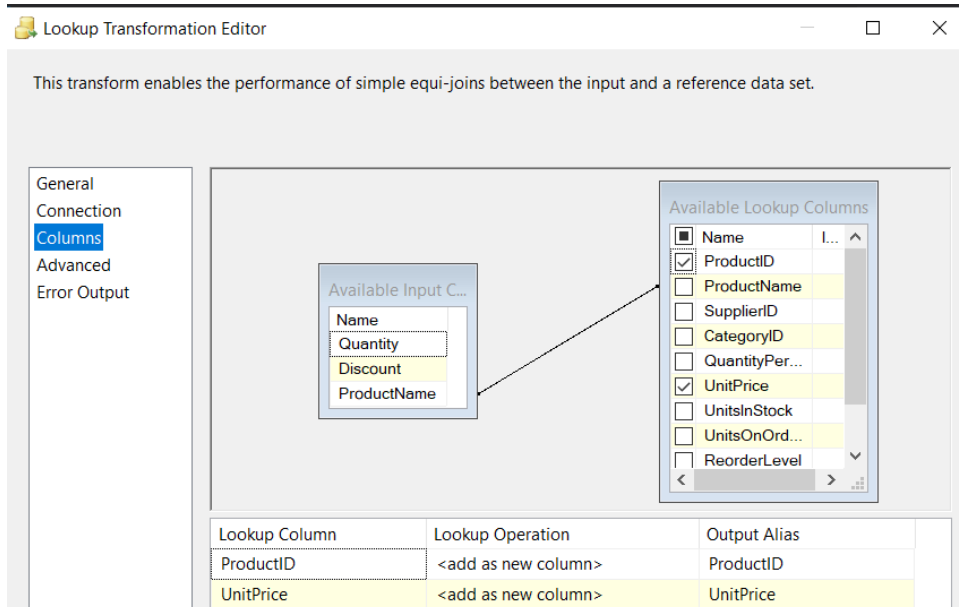 Lookup Transformation Editor
This transform enables the performance of simple equi-joins between the input and a reference data set.
General
Connection
Columns
Advanced
Error Output
Available Input C...
Name
Quantity
Discount
ProductName
Available Lookup Columns
Name I...
ProductID
ProductName
SupplierID
CategoryID
QuantityPer...
UnitPrice
UnitsInStock
UnitsOnOrd...
ReorderLevel
Lookup Column Lookup Operation Output Alias
ProductID <add as new column> ProductID
UnitPrice <add as new column> UnitPrice